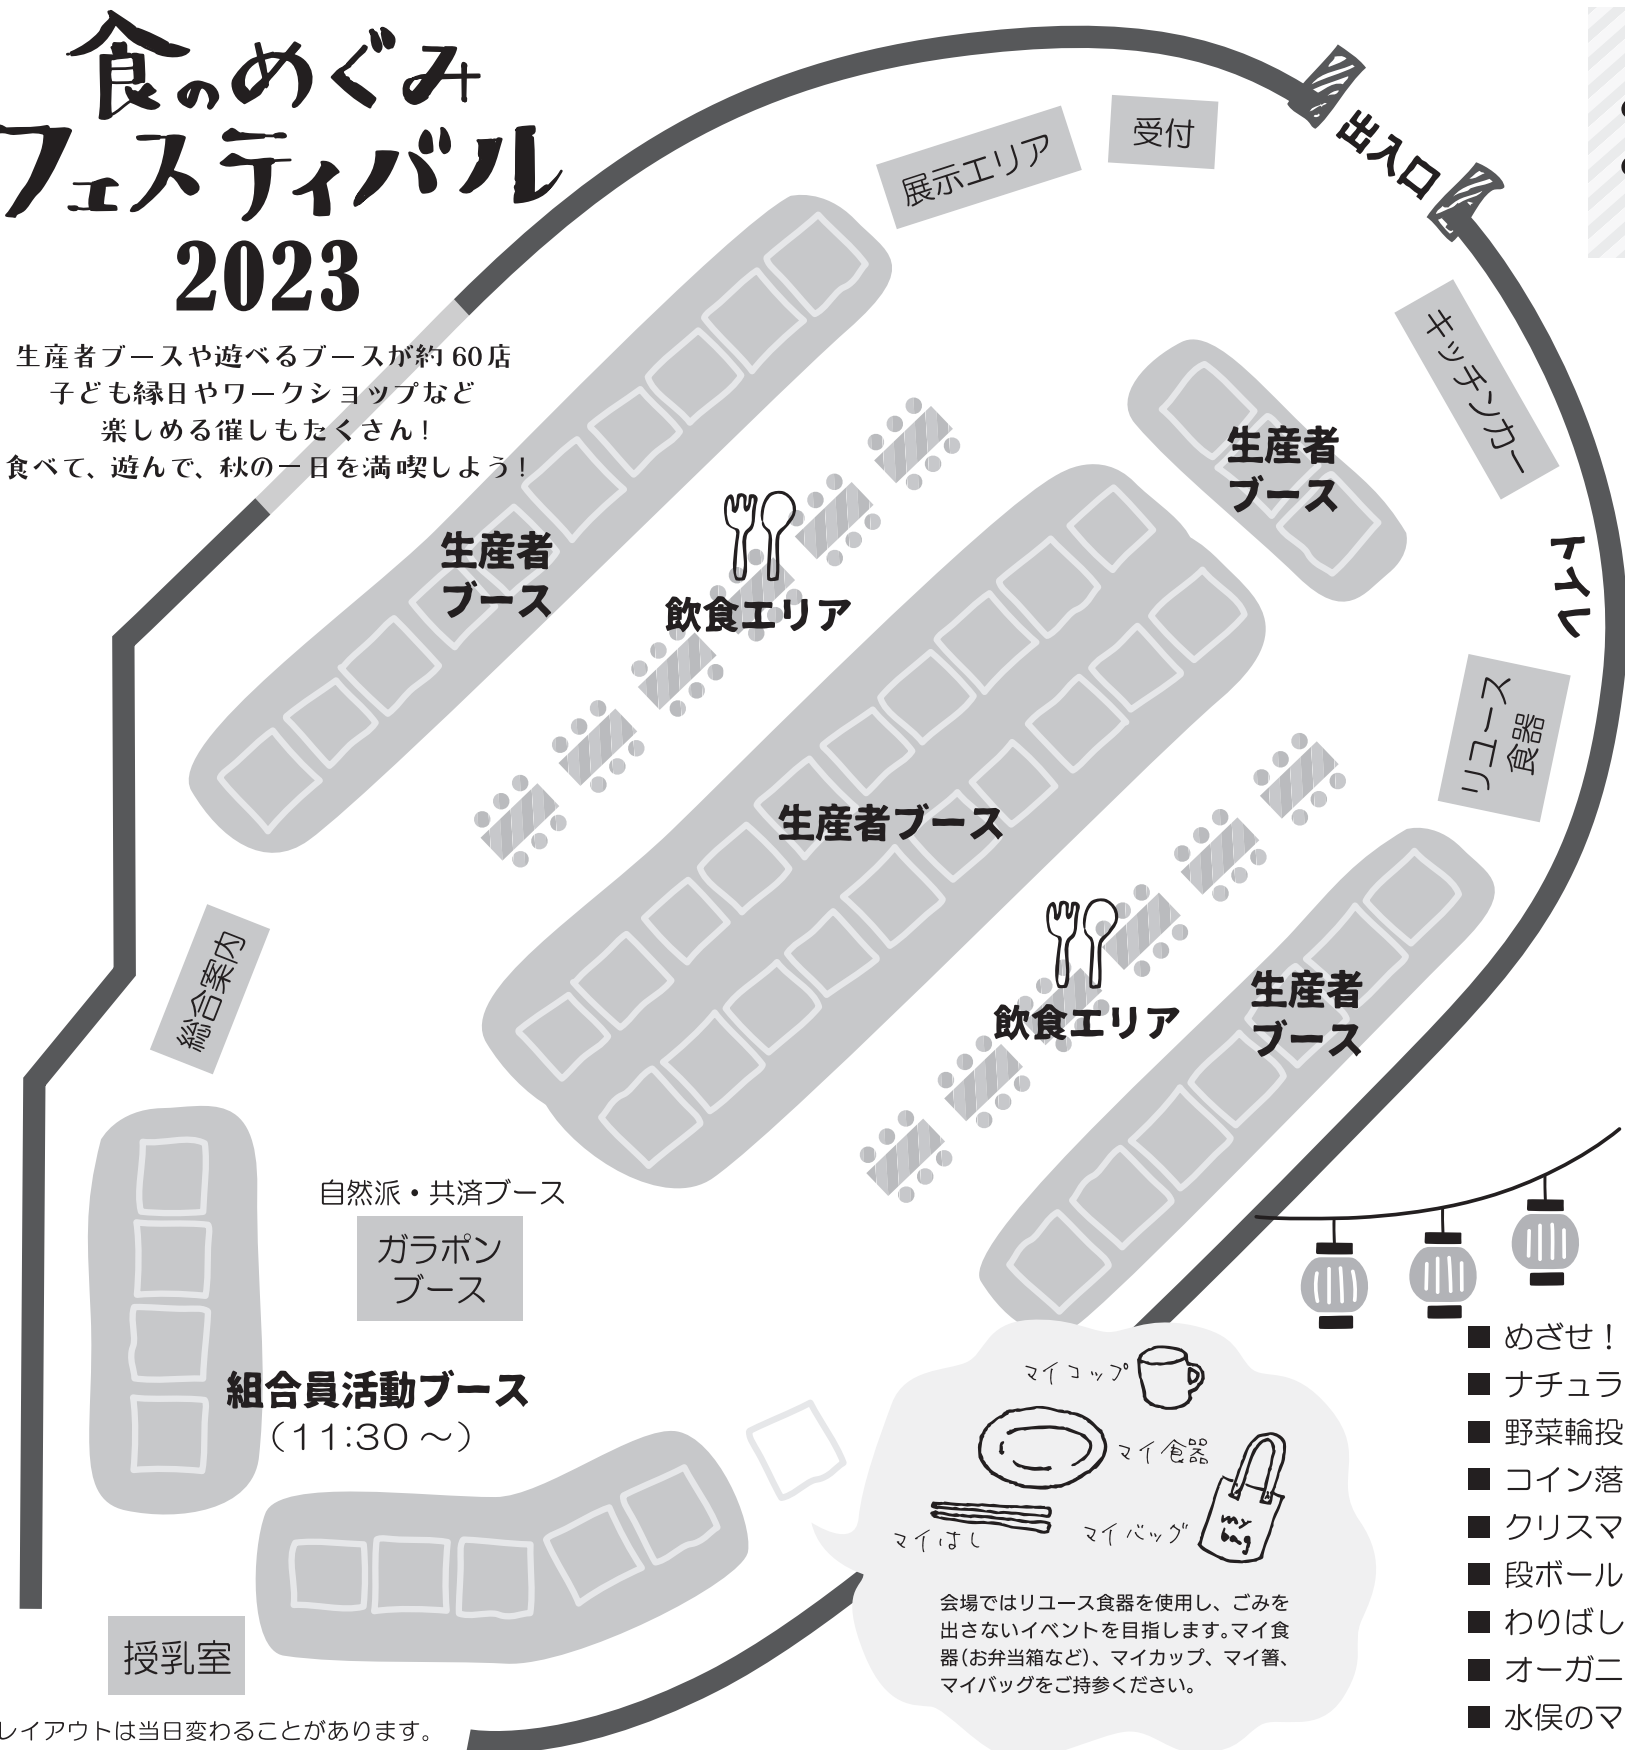 食のめぐみ
フェスティバル
2023
生産者ブースや遊べるブースが約60店
子ども縁日やワークショップなど
楽しめる催しもたくさん！
食べて、遊んで、秋の一日を満喫しよう！
出入口
受付
展示エリア
キッチンカー
トイレ
リユース
食器
生産者
ブース
生産者
ブース
飲食エリア
生産者ブース
飲食エリア
生産者
ブース
総合案内
自然派・共済ブース
ガラポン
ブース
組合員活動ブース
（11:30～）
授乳室
レイアウトは当日変わることがあります。
マイコップ
マイ食器
マイはし
マイバッグ
my
bag
会場ではリユース食器を使用し、ごみを
出さないイベントを目指します。マイ食
器（お弁当箱など）、マイカップ、マイ箸、
マイバッグをご持参ください。
■ めざせ！
■ ナチュラ
■ 野菜輪投
■ コイン落
■ クリスマ
■ 段ボール
■ わりばし
■ オーガニ
■ 水俣のマ